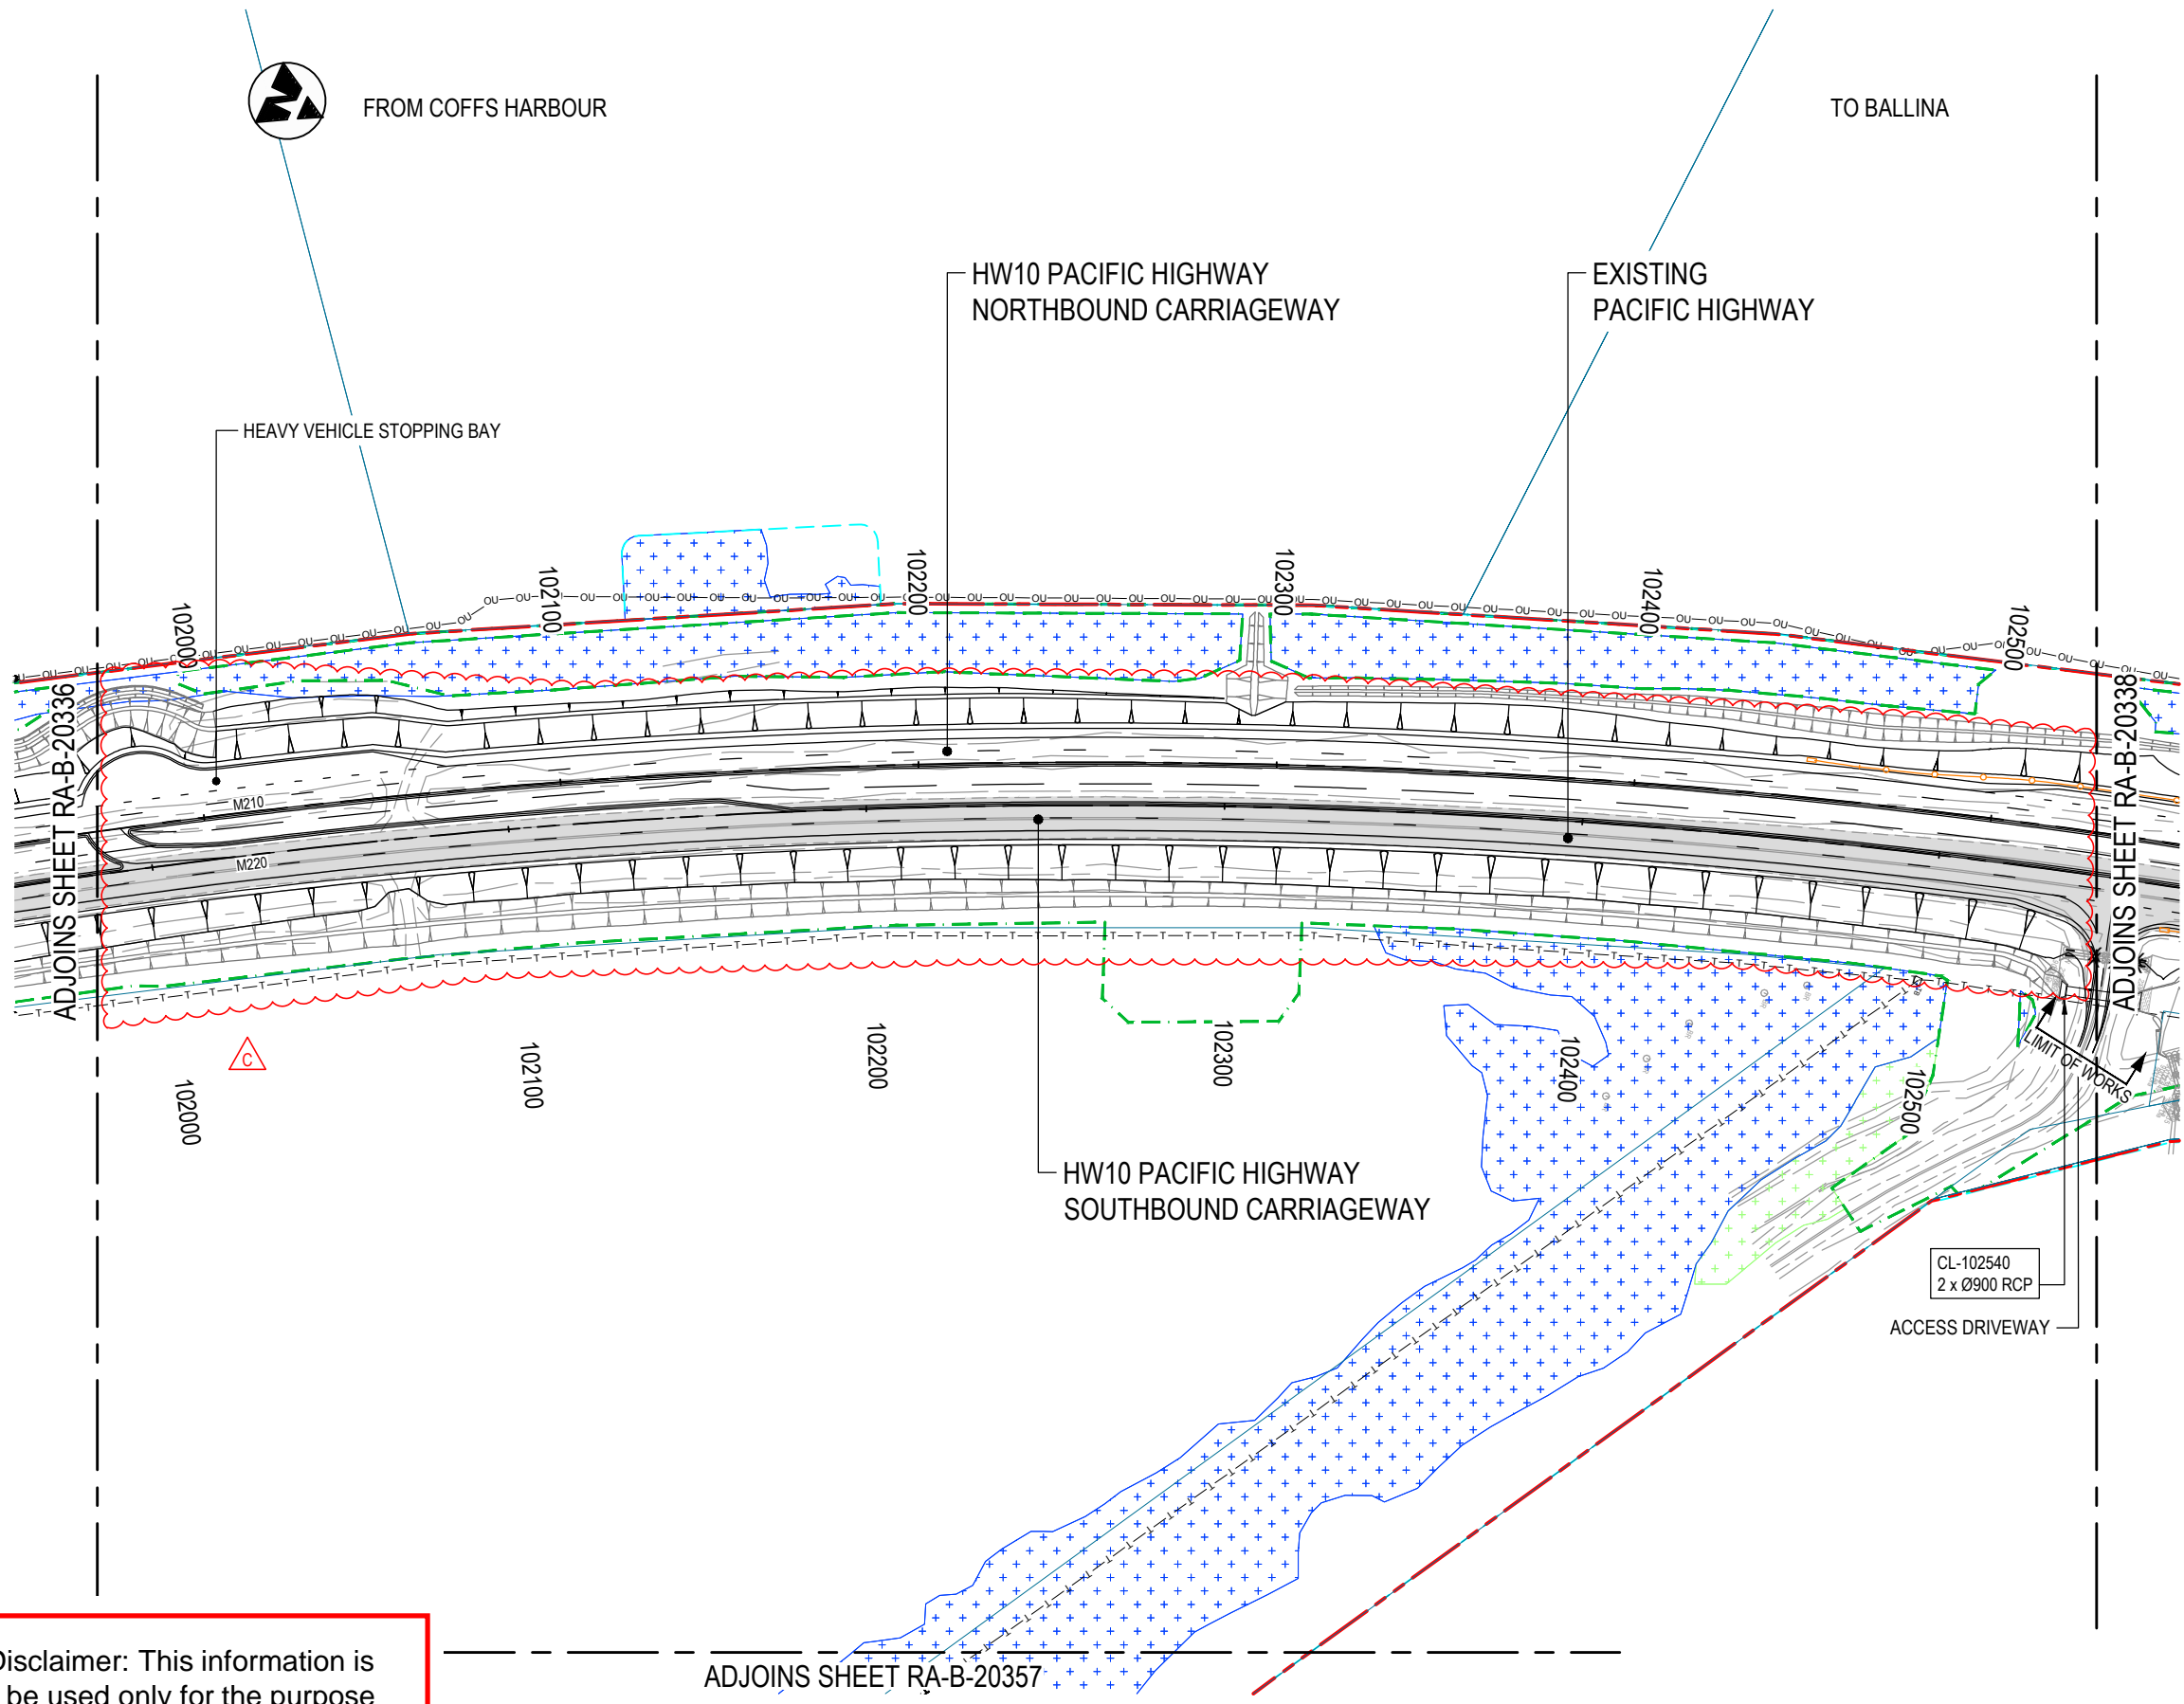 FROM COFFS HARBOUR
TO BALLINA
HW10 PACIFIC HIGHWAY
NORTHBOUND CARRIAGEWAY
EXISTING
PACIFIC HIGHWAY
HEAVY VEHICLE STOPPING BAY
102000
102100
102200
102300
102400
102500
ADJOINS SHEET RA-B-20336
ADJOINS SHEET RA-B-20338
M210
M220
C
102000
102100
102200
102300
102400
102500
LIMIT OF WORKS
HW10 PACIFIC HIGHWAY
SOUTHBOUND CARRIAGEWAY
CL-102540
2 x Ø900 RCP
ACCESS DRIVEWAY
Disclaimer: This information is
be used only for the purpose
ADJOINS SHEET RA-B-20357